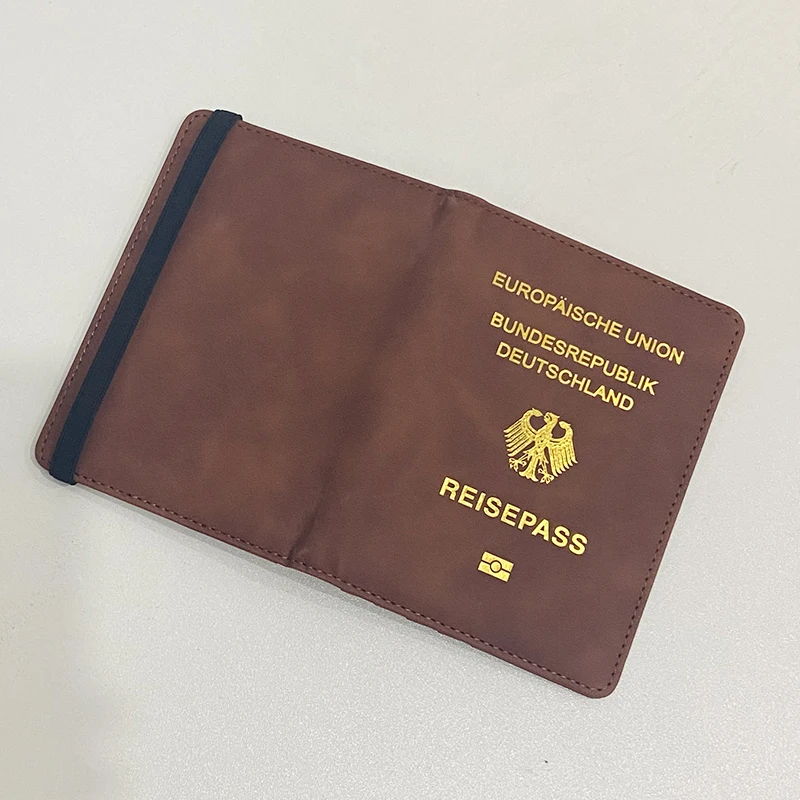 EUROPÄISCHE UNION
BUNDESREPUBLIK
DEUTSCHLAND
REISEPASS